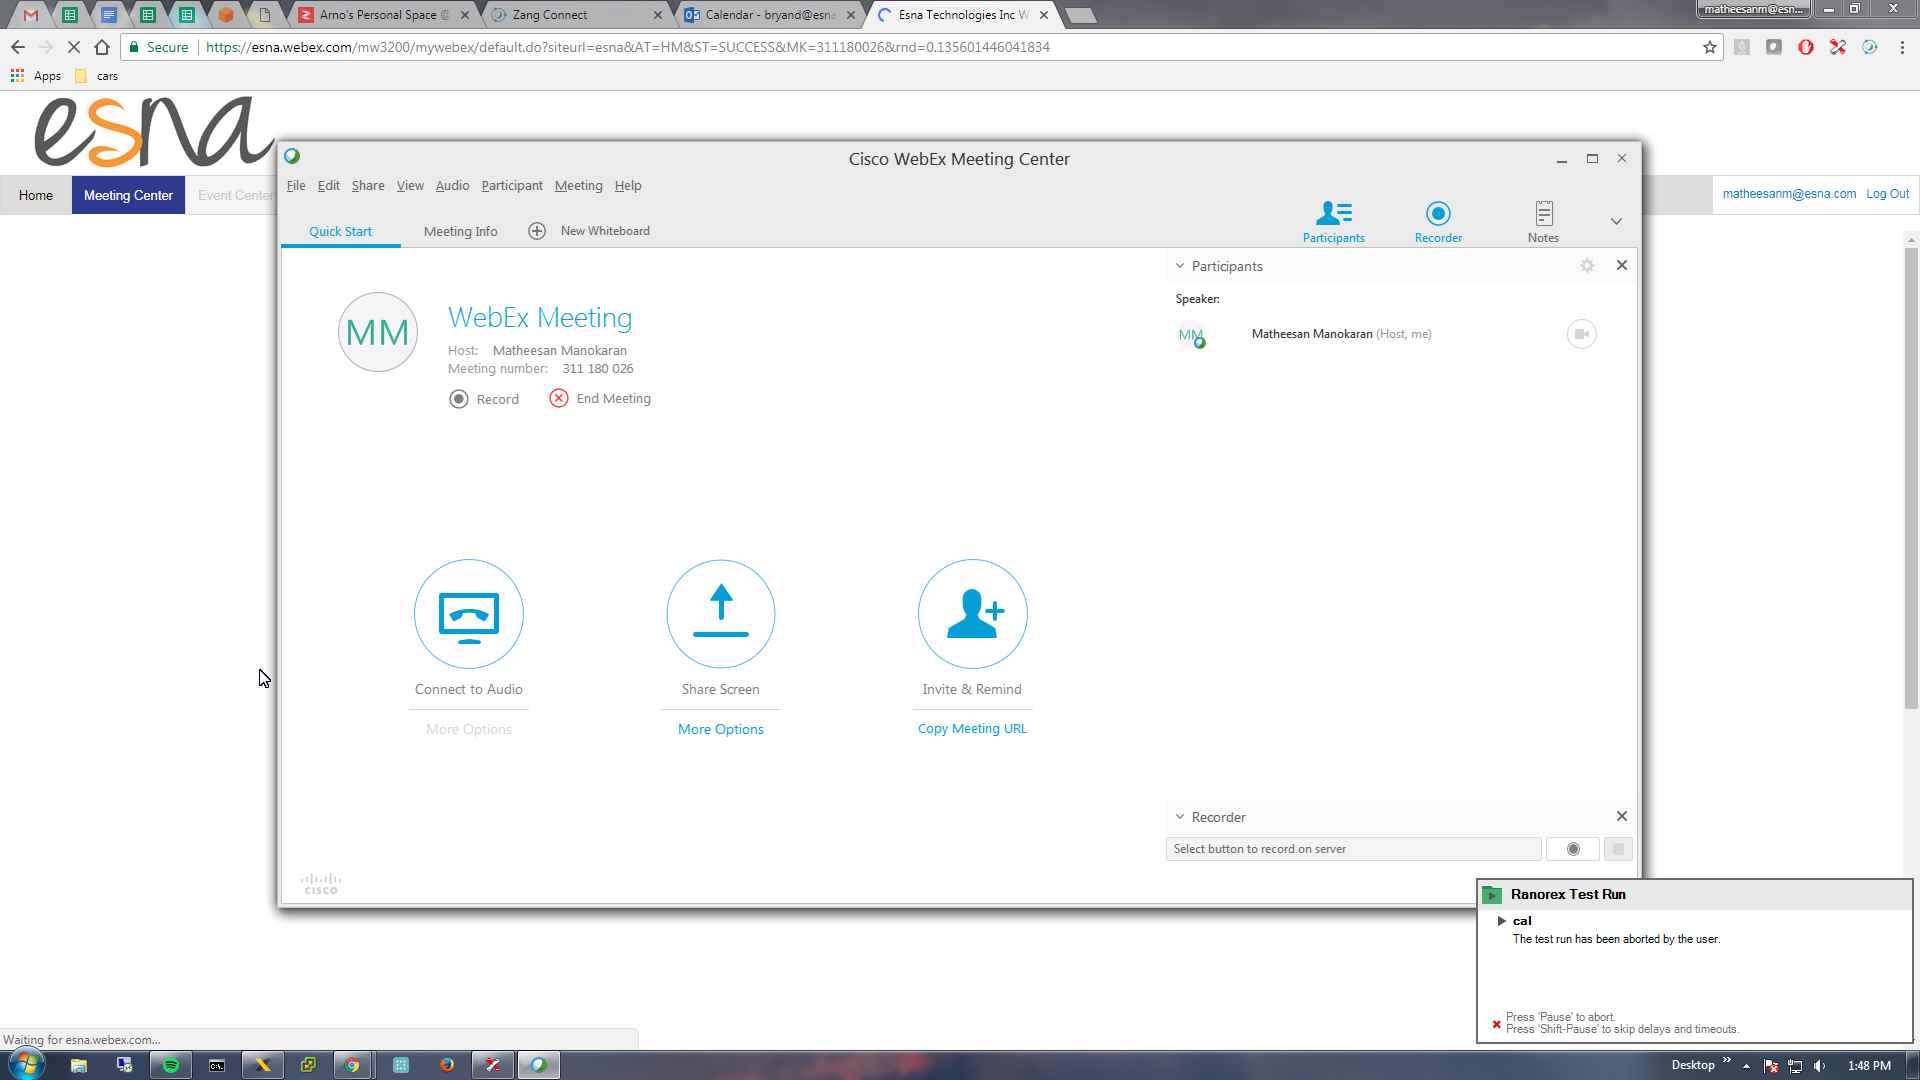 Arno's Personal Space @
Zang Connect
Calendar - bryand@esna
Esna Technologies Inc W
matheesanm@esn...
Secure
https://esna.webex.com/mw3200/mywebex/default.do?siteurl=esna&AT=HM&ST=SUCCESS&MK=311180026&rnd=0.135601446041834
Apps
cars
esna
Home
Meeting Center
Event Center
matheesanm@esna.com
Log Out
Cisco WebEx Meeting Center
File
Edit
Share
View
Audio
Participant
Meeting
Help
Quick Start
Meeting Info
New Whiteboard
Participants
Recorder
Notes
MM
WebEx Meeting
Host: Matheesan Manokaran
Meeting number: 311 180 026
Record
End Meeting
Participants
Speaker:
MM
Matheesan Manokaran (Host, me)
Connect to Audio
Share Screen
Invite & Remind
More Options
More Options
Copy Meeting URL
Recorder
Select button to record on server
CISCO
Ranorex Test Run
cal
The test run has been aborted by the user.
Press 'Pause' to abort.
Press 'Shift-Pause' to skip delays and timeouts.
Waiting for esna.webex.com...
C:\.
Desktop
1:48 PM